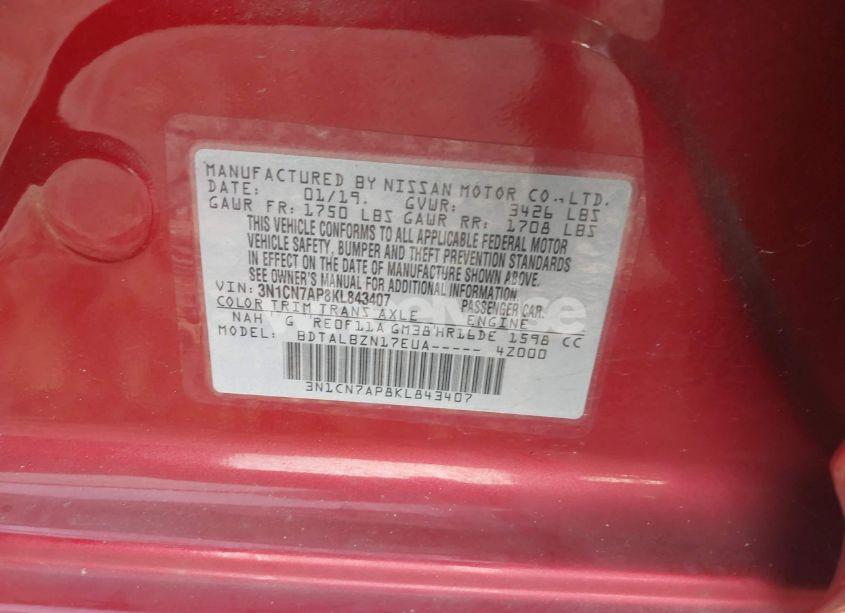 MANUFACTURED BY NISSAN MOTOR CO.,LTD.
DATE: 01/19. GVWR: 3426 LBS
GAWR FR: 1750 LBS GAWR RR: 1708 LBS
THIS VEHICLE CONFORMS TO ALL APPLICABLE FEDERAL MOTOR
VEHICLE SAFETY, BUMPER AND THEFT PREVENTION STANDARDS
IN EFFECT ON THE DATE OF MANUFACTURE SHOWN ABOVE.
SEE OWNER'S MANUAL FOR ADDITIONAL INFORMATION.
VIN: 3N1CN7AP8KL843407 PASSENGER CAR.
COLOR TRIM TRANS AXLE ENGINE
NAH G RE0F11A GM38 HR16DE 1598 CC
MODEL: BDTALBZN17EUA----- 4Z000
3N1CN7AP8KL843407